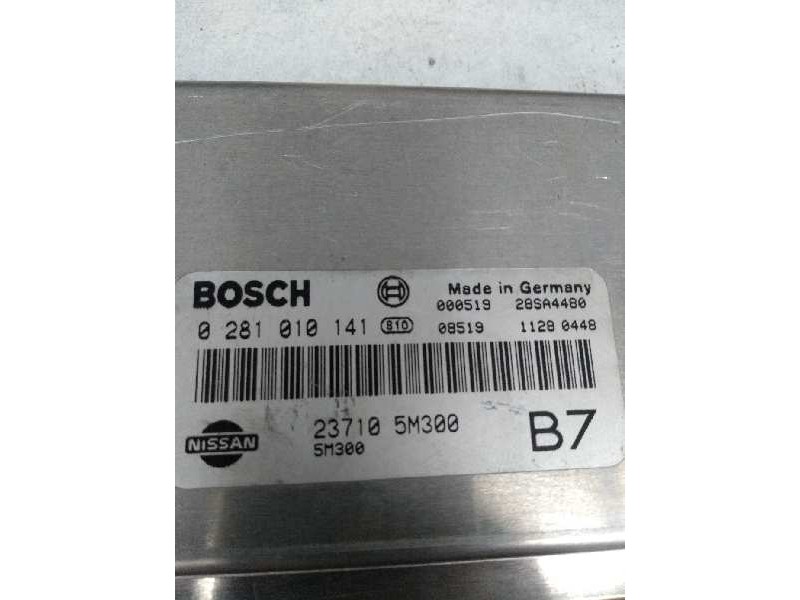 BOSCH Made in Germany
000519 28SA4480
0 281 010 141 810 08519 1128 0448
NISSAN 23710 5M300 B7
5M300